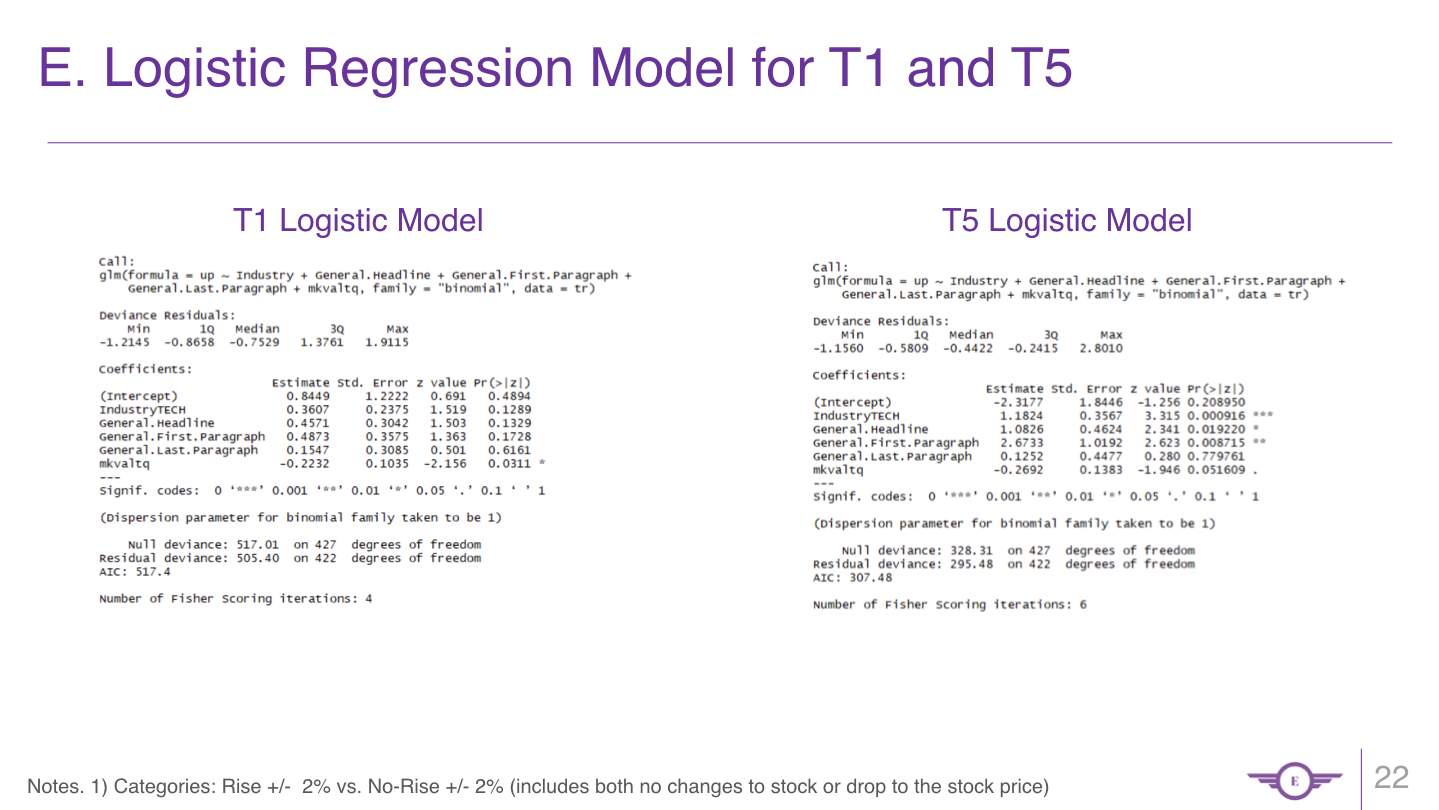 E. Logistic Regression Model for T1 and T5
T1 Logistic Model
Call:
glm(formula = up ~ Industry + General.Headline + General.First.Paragraph +
    General.Last.Paragraph + mkvaltq, family = "binomial", data = tr)
Deviance Residuals:
Min 1Q Median 3Q Max
-1.2145 -0.8658 -0.7529 1.3761 1.9115
Coefficients:
Estimate Std. Error z value Pr(>|z|)
(Intercept) 0.8449 1.2222 0.691 0.4894
IndustryTECH 0.3607 0.2375 1.519 0.1289
General.Headline 0.4571 0.3042 1.503 0.1329
General.First.Paragraph 0.4873 0.3575 1.363 0.1728
General.Last.Paragraph 0.1547 0.3085 0.501 0.6161
mkvaltq -0.2232 0.1035 -2.156 0.0311 *
---
Signif. codes: 0 ‘***’ 0.001 ‘**’ 0.01 ‘*’ 0.05 ‘.’ 0.1 ‘ ’ 1
(Dispersion parameter for binomial family taken to be 1)
Null deviance: 517.01 on 427 degrees of freedom
Residual deviance: 505.40 on 422 degrees of freedom
AIC: 517.4
Number of Fisher Scoring iterations: 4
T5 Logistic Model
Call:
glm(formula = up ~ Industry + General.Headline + General.First.Paragraph +
    General.Last.Paragraph + mkvaltq, family = "binomial", data = tr)
Deviance Residuals:
Min 1Q Median 3Q Max
-1.1560 -0.5809 -0.4422 -0.2415 2.8010
Coefficients:
Estimate Std. Error z value Pr(>|z|)
(Intercept) -2.3177 1.8446 -1.256 0.208950
IndustryTECH 1.1824 0.3567 3.315 0.000916 ***
General.Headline 1.0826 0.4624 2.341 0.019220 *
General.First.Paragraph 2.6733 1.0192 2.623 0.008715 **
General.Last.Paragraph 0.1252 0.4477 0.280 0.779761
mkvaltq -0.2692 0.1383 -1.946 0.051609 .
---
Signif. codes: 0 ‘***’ 0.001 ‘**’ 0.01 ‘*’ 0.05 ‘.’ 0.1 ‘ ’ 1
(Dispersion parameter for binomial family taken to be 1)
Null deviance: 328.31 on 427 degrees of freedom
Residual deviance: 295.48 on 422 degrees of freedom
AIC: 307.48
Number of Fisher Scoring iterations: 6
Notes. 1) Categories: Rise +/- 2% vs. No-Rise +/- 2% (includes both no changes to stock or drop to the stock price)
E
22